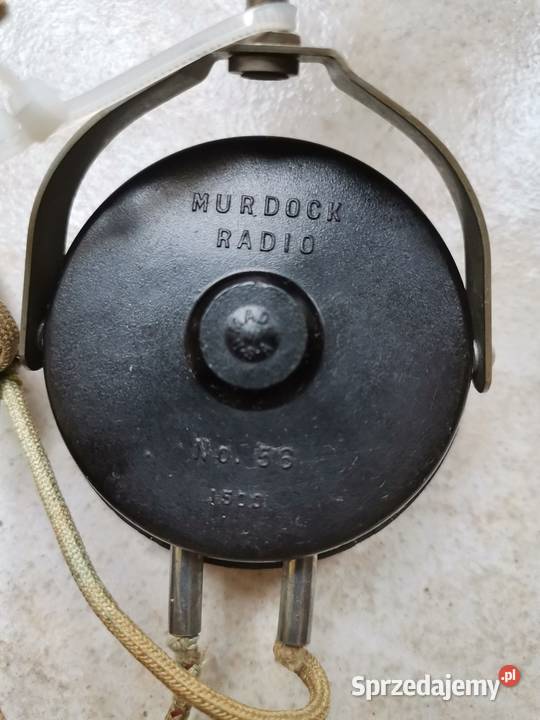 MURDOCK
RADIO
No. 56
Sprzedajemy.pl